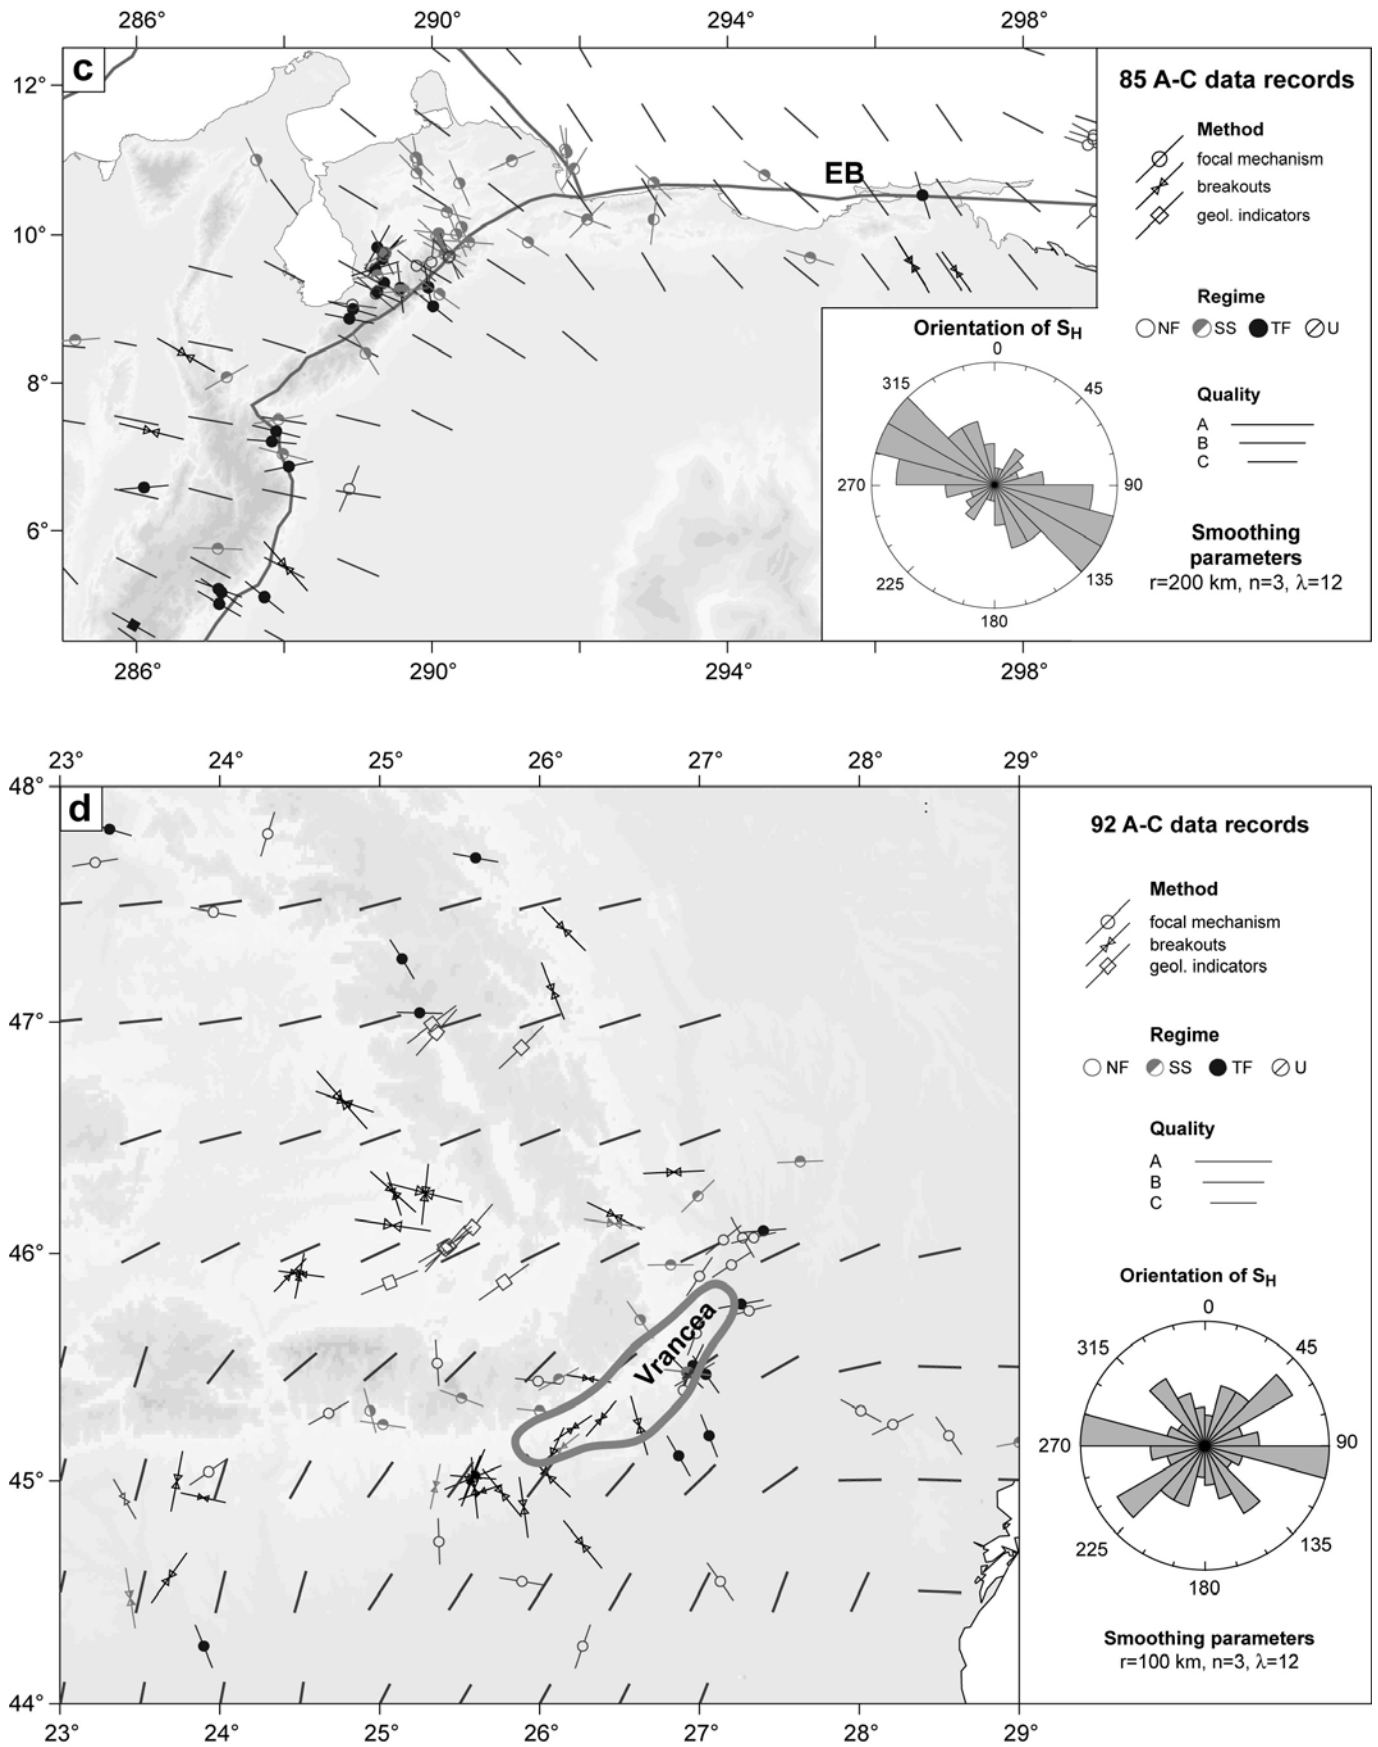 286° 290° 294° 298°
c
12°
10°
8°
6°
EB
85 A-C data records
Method
focal mechanism
breakouts
geol. indicators
Regime
NF SS TF U
Quality
A
B
C
Smoothing
parameters
r=200 km, n=3, λ=12
Orientation of SH
0
45
90
135
180
225
270
315
286° 290° 294° 298°
23° 24° 25° 26° 27° 28° 29°
d
48°
47°
46°
45°
44°
Vrancea
92 A-C data records
Method
focal mechanism
breakouts
geol. indicators
Regime
NF SS TF U
Quality
A
B
C
Orientation of SH
0
45
90
135
180
225
270
315
Smoothing parameters
r=100 km, n=3, λ=12
23° 24° 25° 26° 27° 28° 29°